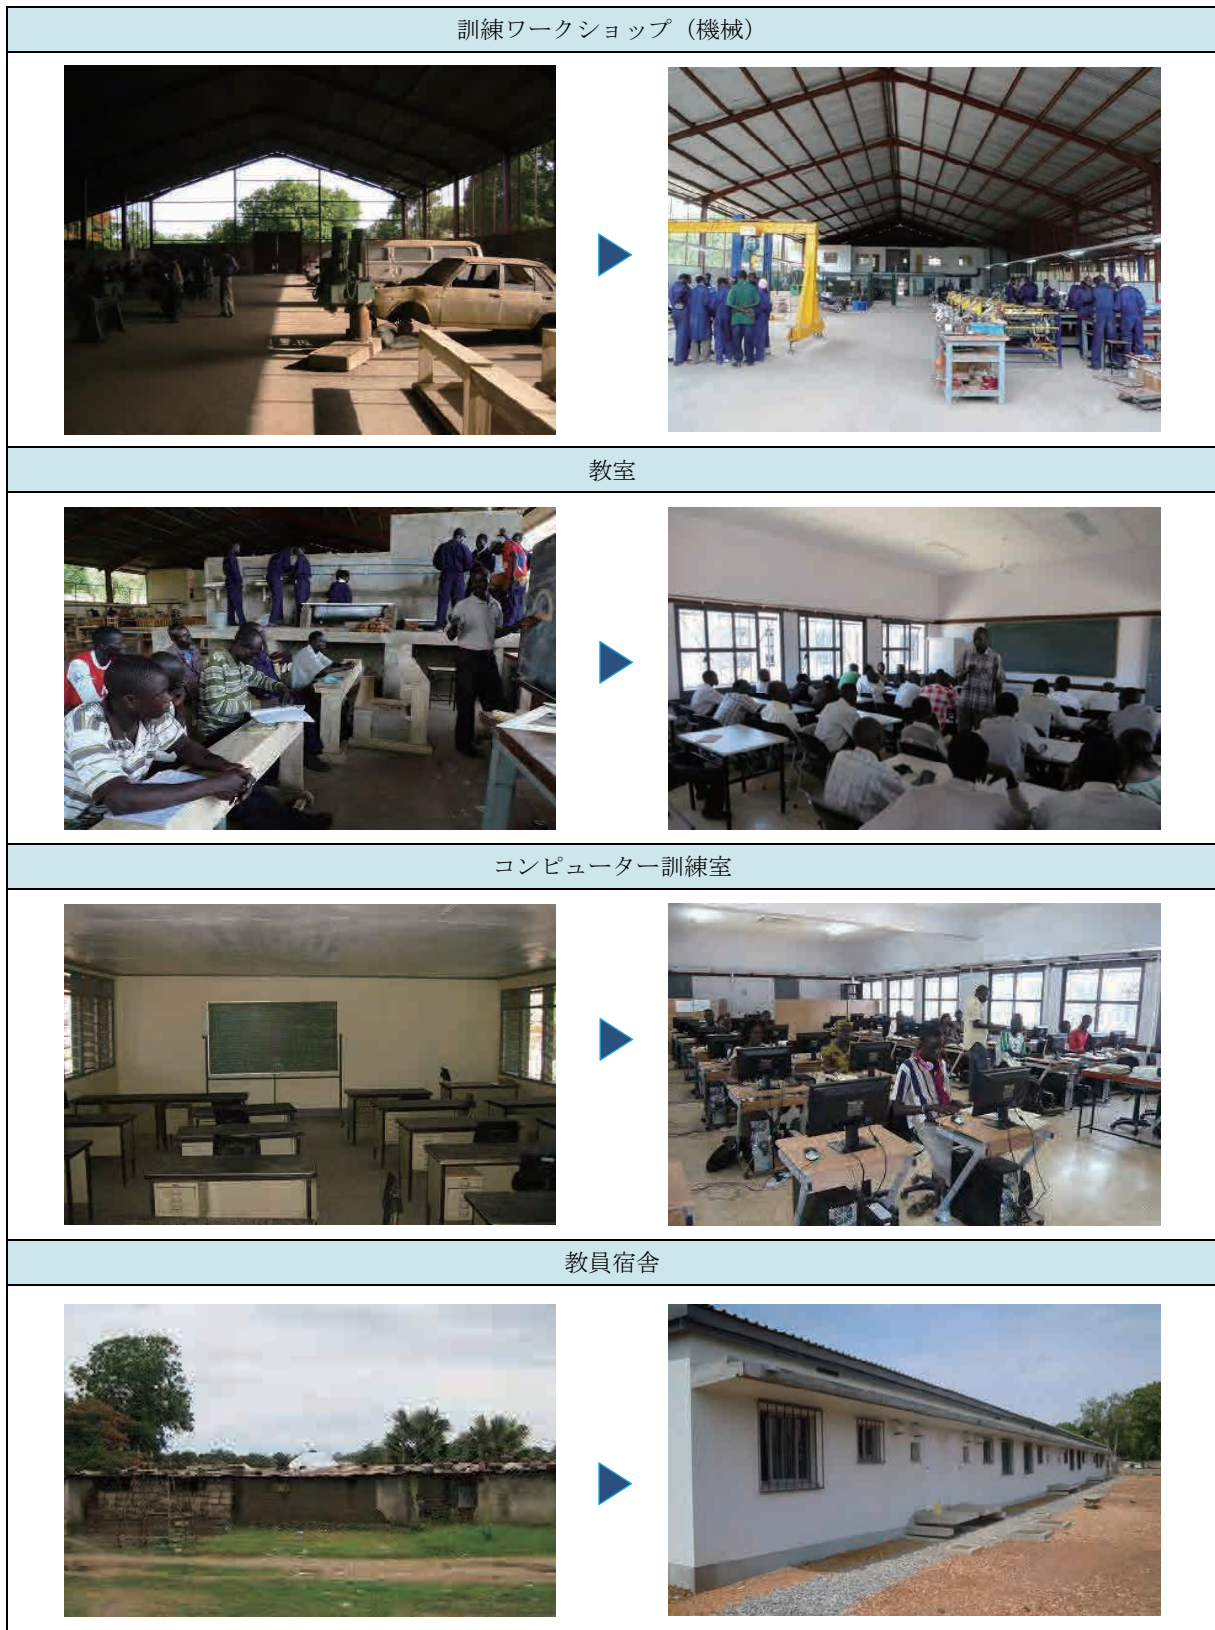 訓練ワークショップ（機械）
教室
コンピューター訓練室
教員宿舎